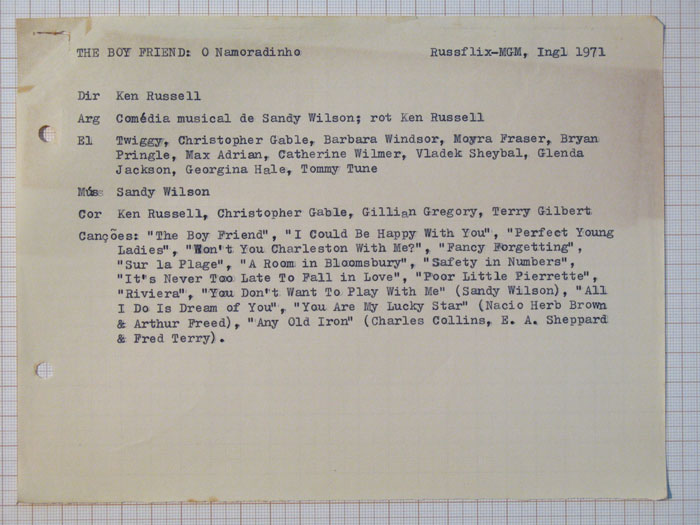 THE BOY FRIEND: O Namoradinho Russflix-MGM, Ingl 1971
Dir Ken Russell
Arg Comédia musical de Sandy Wilson; rot Ken Russell
El Twiggy, Christopher Gable, Barbara Windsor, Moyra Fraser, Bryan
Pringle, Max Adrian, Catherine Wilmer, Vladek Sheybal, Glenda
Jackson, Georgina Hale, Tommy Tune
Mús Sandy Wilson
Cor Ken Russell, Christopher Gable, Gillian Gregory, Terry Gilbert
Canções: "The Boy Friend", "I Could Be Happy With You", "Perfect Young
Ladies", "Won't You Charleston With Me?", "Fancy Forgetting",
"Sur la Plage", "A Room in Bloomsbury", "Safety in Numbers",
"It's Never Too Late To Fall in Love", "Poor Little Pierrette",
"Riviera", "You Don't Want To Play With Me" (Sandy Wilson), "All
I Do Is Dream of You", "You Are My Lucky Star" (Nacio Herb Brown
& Arthur Freed), "Any Old Iron" (Charles Collins, E. A. Sheppard
& Fred Terry).